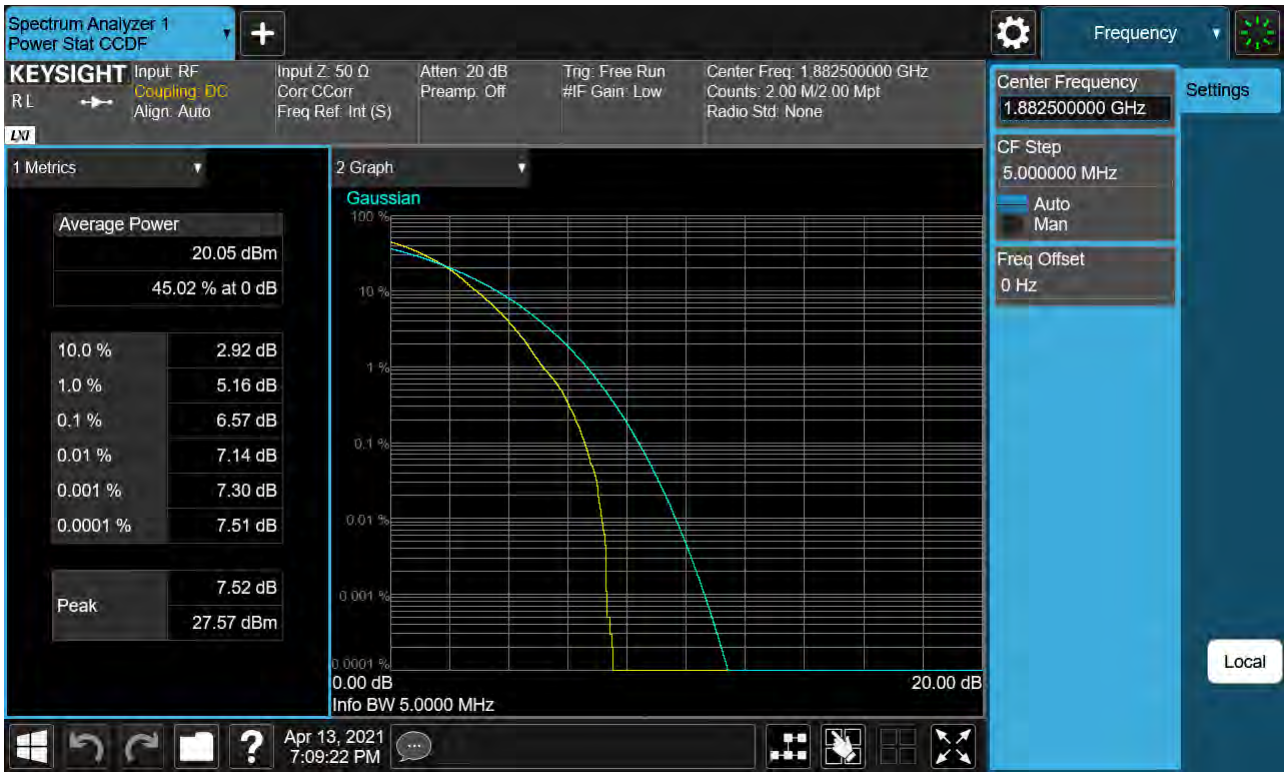 Spectrum Analyzer 1
Power Stat CCDF
Frequency
KEYSIGHT
RL
LXI
Input: RF
Coupling: DC
Align: Auto
Input Z: 50 Ω
Corr CCorr
Freq Ref: Int (S)
Atten: 20 dB
Preamp: Off
Trig: Free Run
#IF Gain: Low
Center Freq: 1.882500000 GHz
Counts: 2.00 M/2.00 Mpt
Radio Std: None
Center Frequency
1.882500000 GHz
Settings
CF Step
5.000000 MHz
Auto
Man
Freq Offset
0 Hz
Local
1 Metrics
Average Power
20.05 dBm
45.02 % at 0 dB
10.0 % 2.92 dB
1.0 % 5.16 dB
0.1 % 6.57 dB
0.01 % 7.14 dB
0.001 % 7.30 dB
0.0001 % 7.51 dB
Peak
7.52 dB
27.57 dBm
2 Graph
Gaussian
100 %
10 %
1 %
0.1 %
0.01 %
0.001 %
0.0001 %
0.00 dB 20.00 dB
Info BW 5.0000 MHz
?
Apr 13, 2021
7:09:22 PM